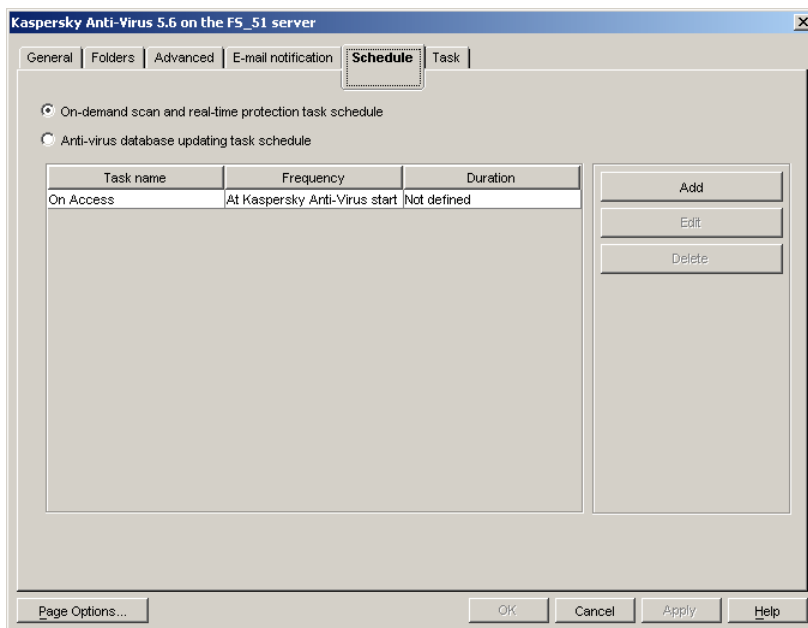 Kaspersky Anti-Virus 5.6 on the FS_51 server
General Folders Advanced E-mail notification Schedule Task
On-demand scan and real-time protection task schedule
Anti-virus database updating task schedule
Task name Frequency Duration
On Access At Kaspersky Anti-Virus start Not defined
Add
Edit
Delete
Page Options... OK Cancel Apply Help